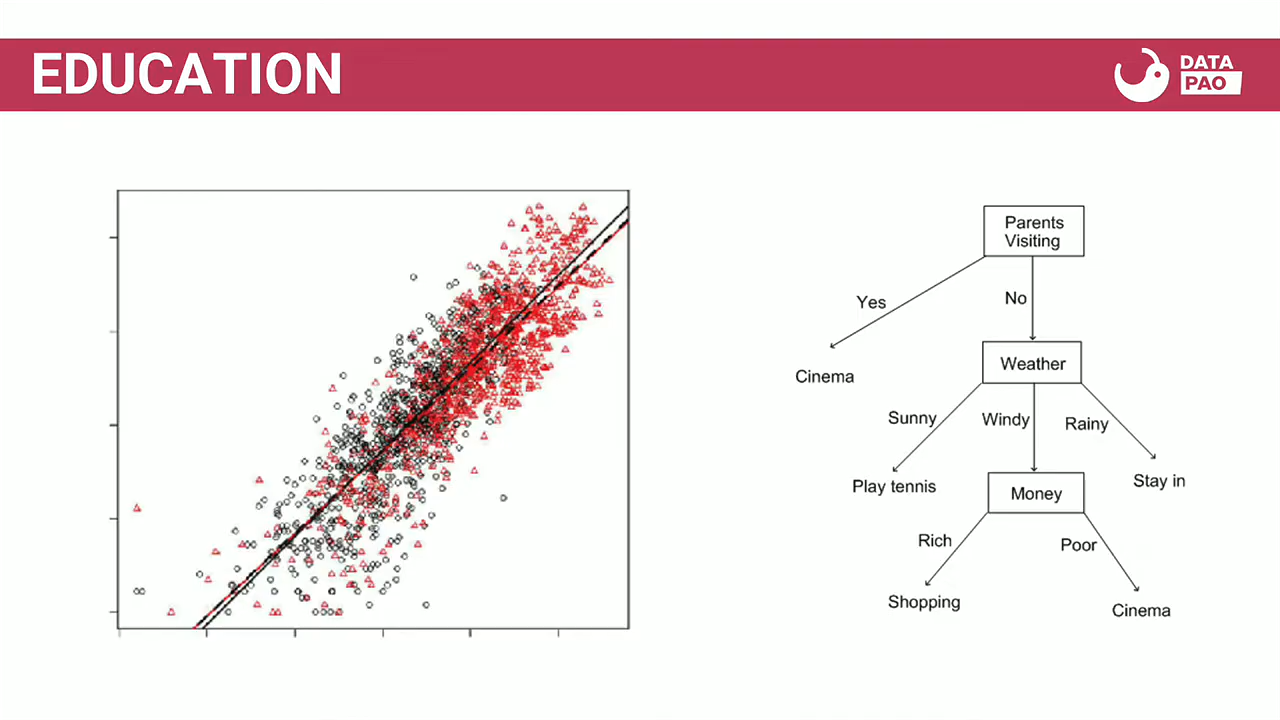 EDUCATION
DATA
PAO
Parents
Visiting
Yes
No
Cinema
Weather
Sunny
Windy
Rainy
Play tennis
Stay in
Money
Rich
Poor
Shopping
Cinema